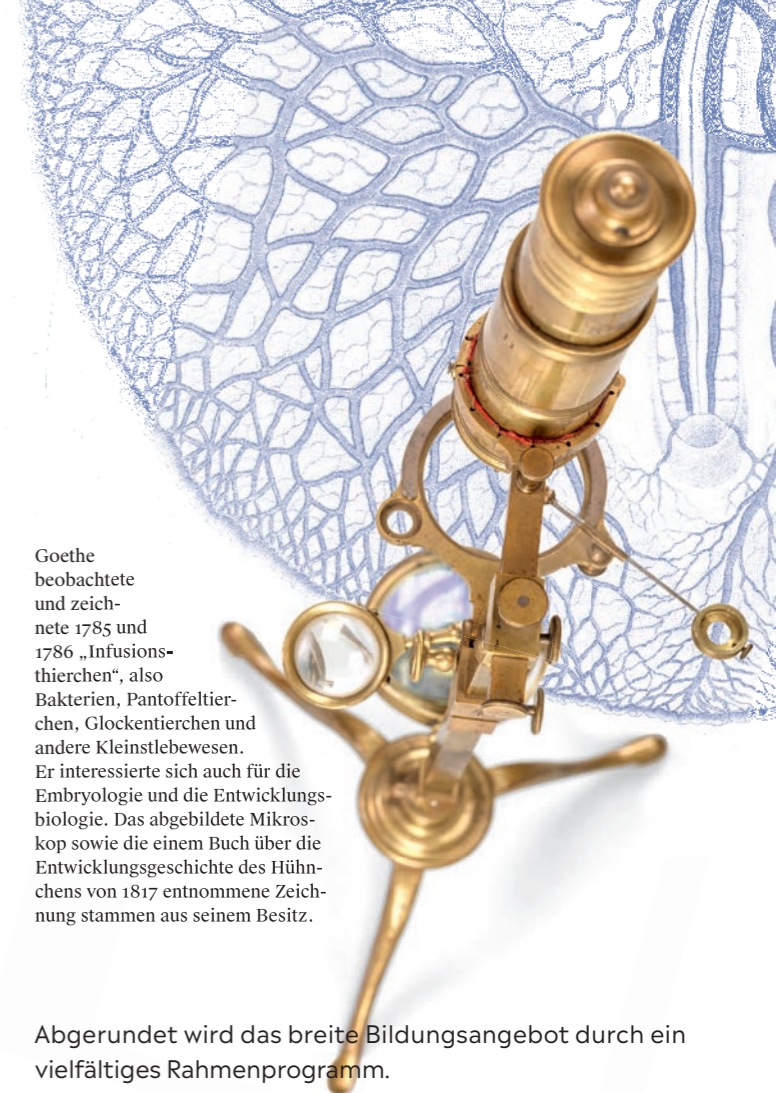 Goethe
beobachtete
und zeich-
nete 1785 und
1786 „Infusions-
thierchen“, also
Bakterien, Pantoffeltier-
chen, Glockentierchen und
andere Kleinstlebewesen.
Er interessierte sich auch für die
Embryologie und die Entwicklungs-
biologie. Das abgebildete Mikros-
kop sowie die einem Buch über die
Entwicklungsgeschichte des Hühn-
chens von 1817 entnommene Zeich-
nung stammen aus seinem Besitz.
Abgerundet wird das breite Bildungsangebot durch ein
vielfältiges Rahmenprogramm.